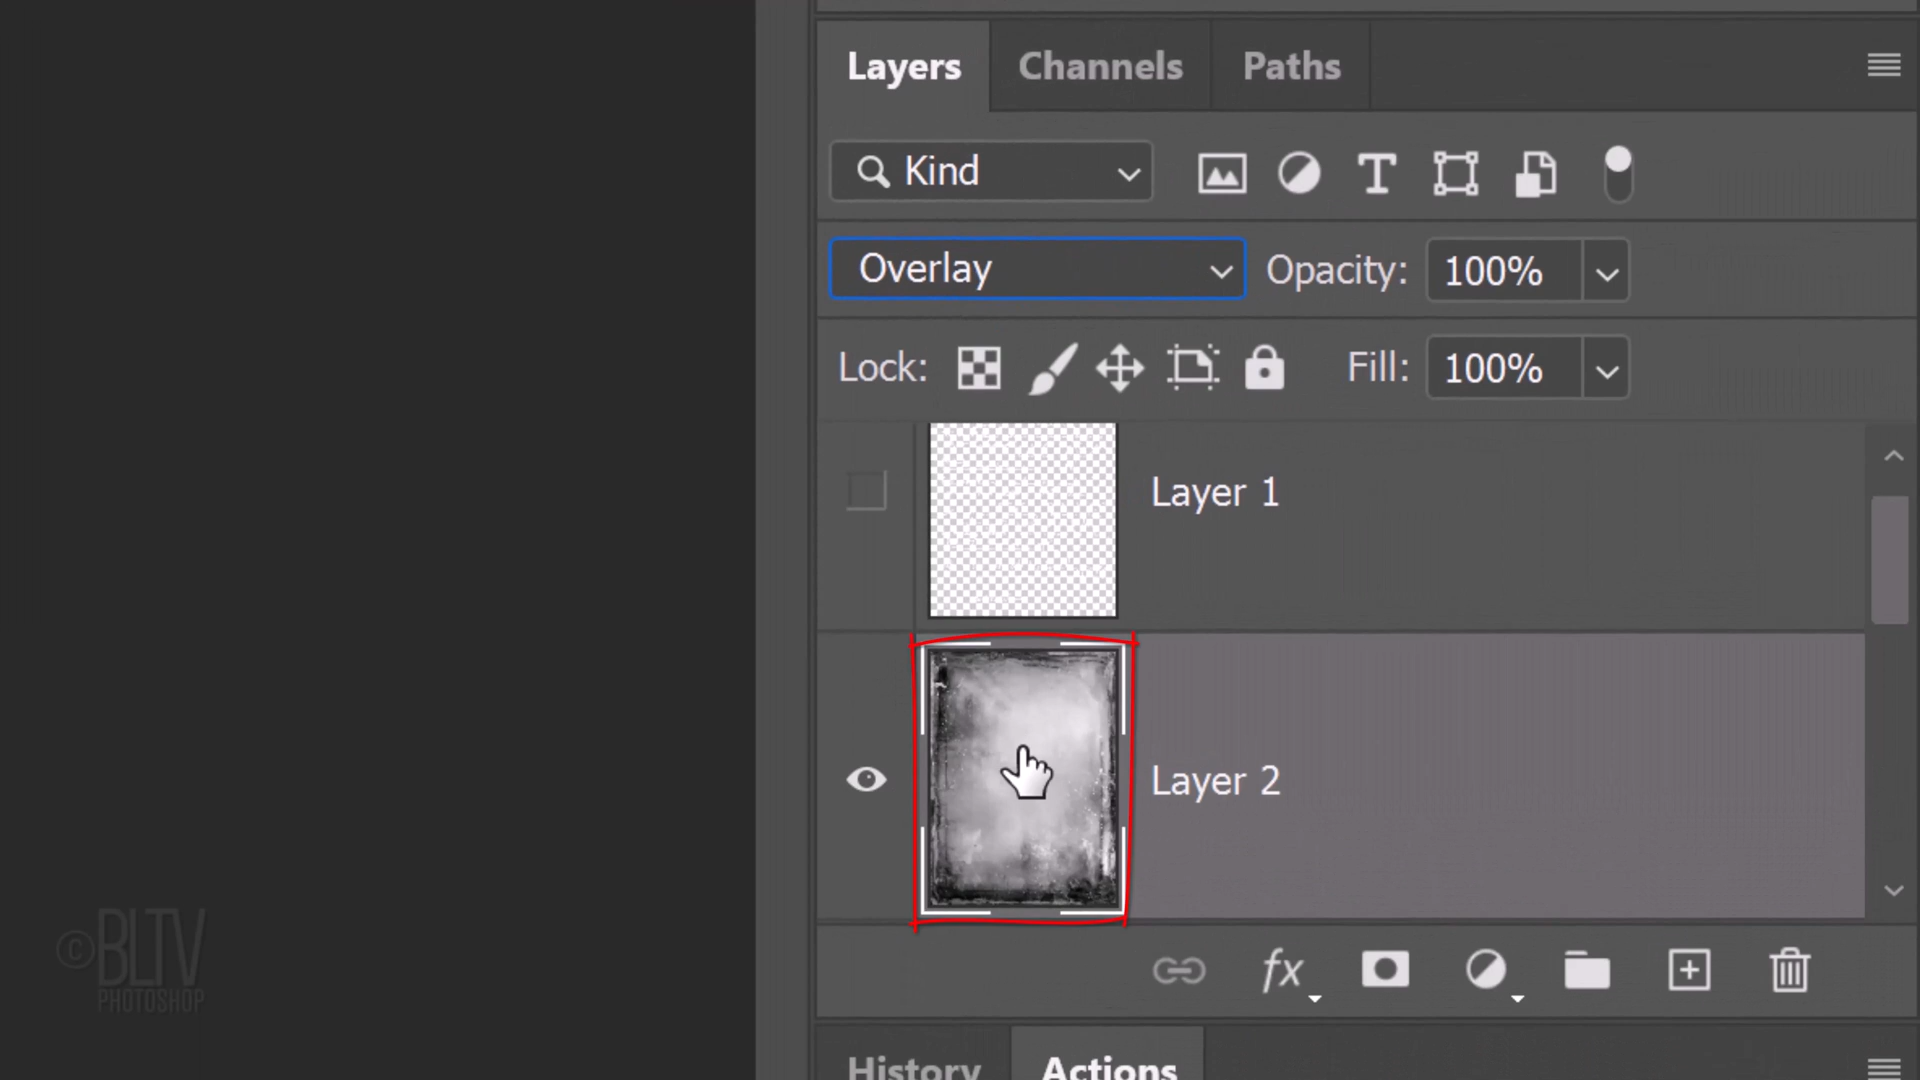 Layers Channels Paths
Kind T
Overlay Opacity: 100%
Lock: Fill: 100%
Layer 1
Layer 2
fx
©BLTV
PHOTOSHOP
History Actions